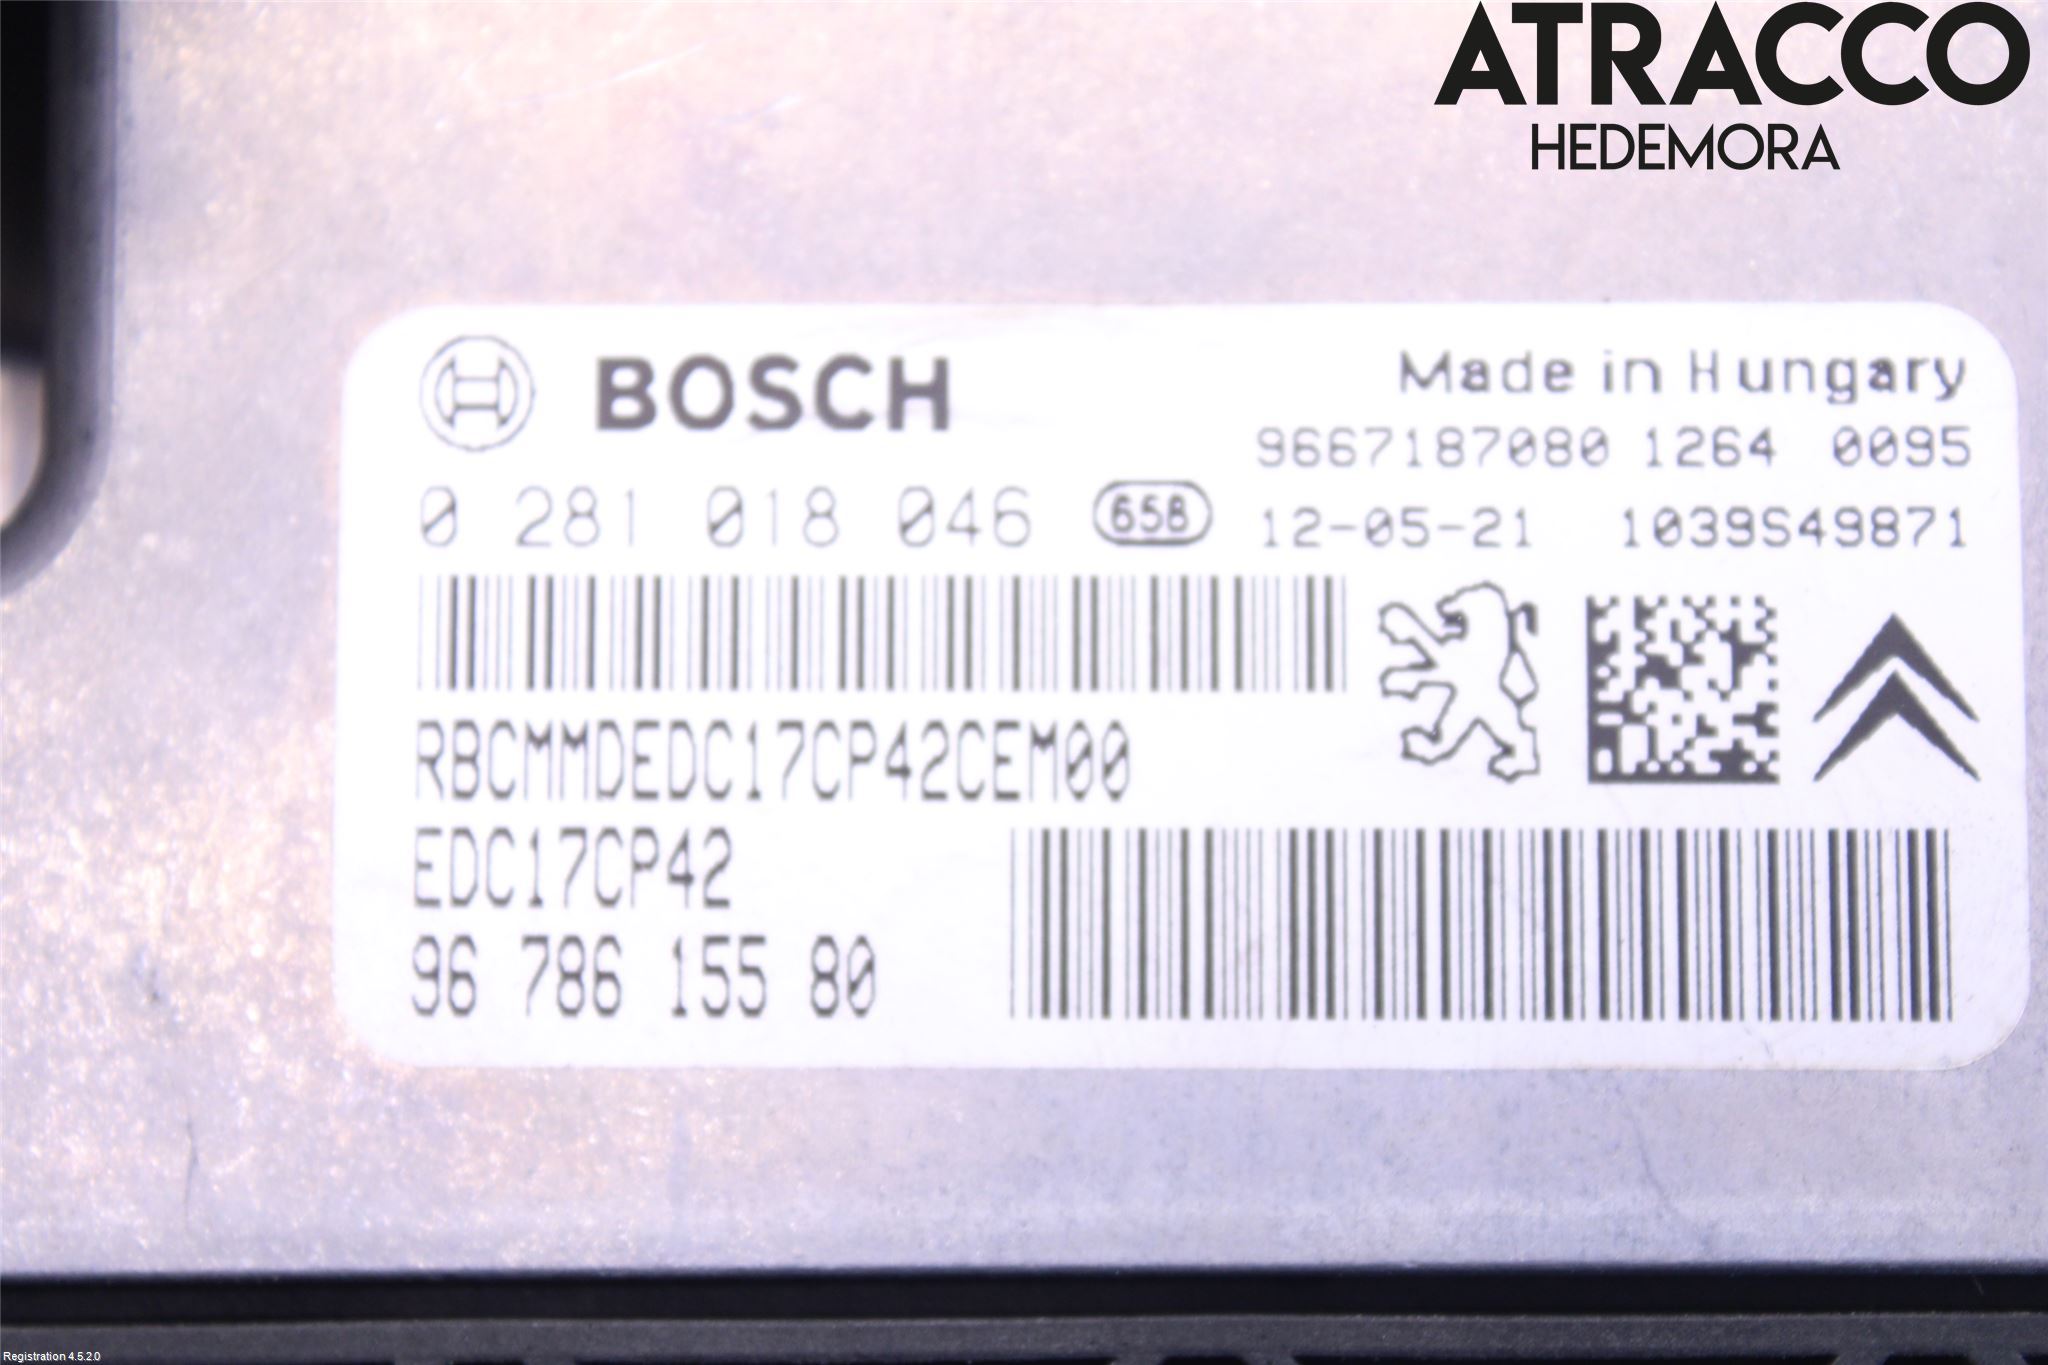 ATRACCO
HEDEMORA
BOSCH
Made in Hungary
9667187080 1264 0095
0 281 018 046 658 12-05-21 1039S49871
RBCMMDEDC17CP42CEM00
EDC17CP42
96 786 155 80
Registration 4.5.2.0